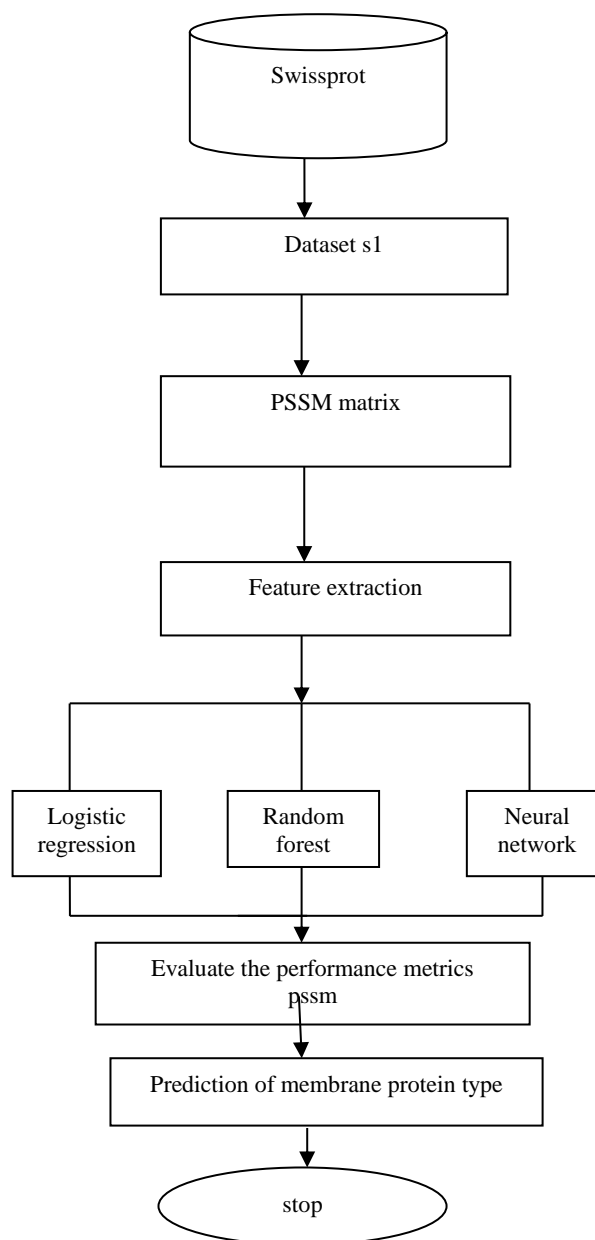 Swissprot
Dataset s1
PSSM matrix
Feature extraction
Logistic
regression
Random
forest
Neural
network
Evaluate the performance metrics
pssm
Prediction of membrane protein type
stop